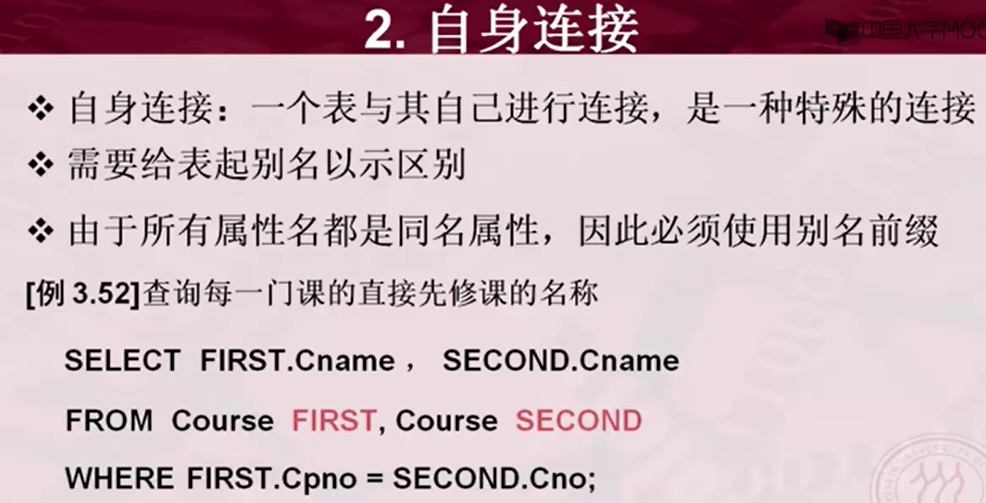 2. 自身连接
中国大学MOO
❖ 自身连接：一个表与其自己进行连接，是一种特殊的连接
❖ 需要给表起别名以示区别
❖ 由于所有属性名都是同名属性，因此必须使用别名前缀
[例 3.52]查询每一门课的直接先修课的名称
SELECT FIRST.Cname， SECOND.Cname
FROM Course FIRST, Course SECOND
WHERE FIRST.Cpno = SECOND.Cno;